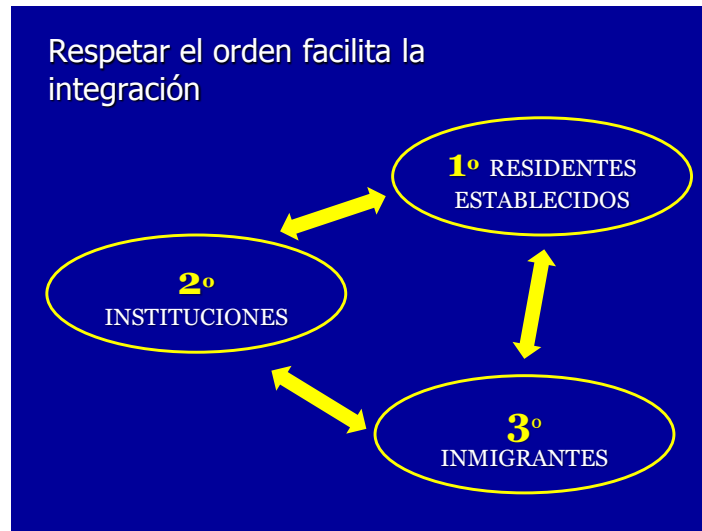 Respetar el orden facilita la
integración
1º RESIDENTES
ESTABLECIDOS
2º
INSTITUCIONES
3º
INMIGRANTES